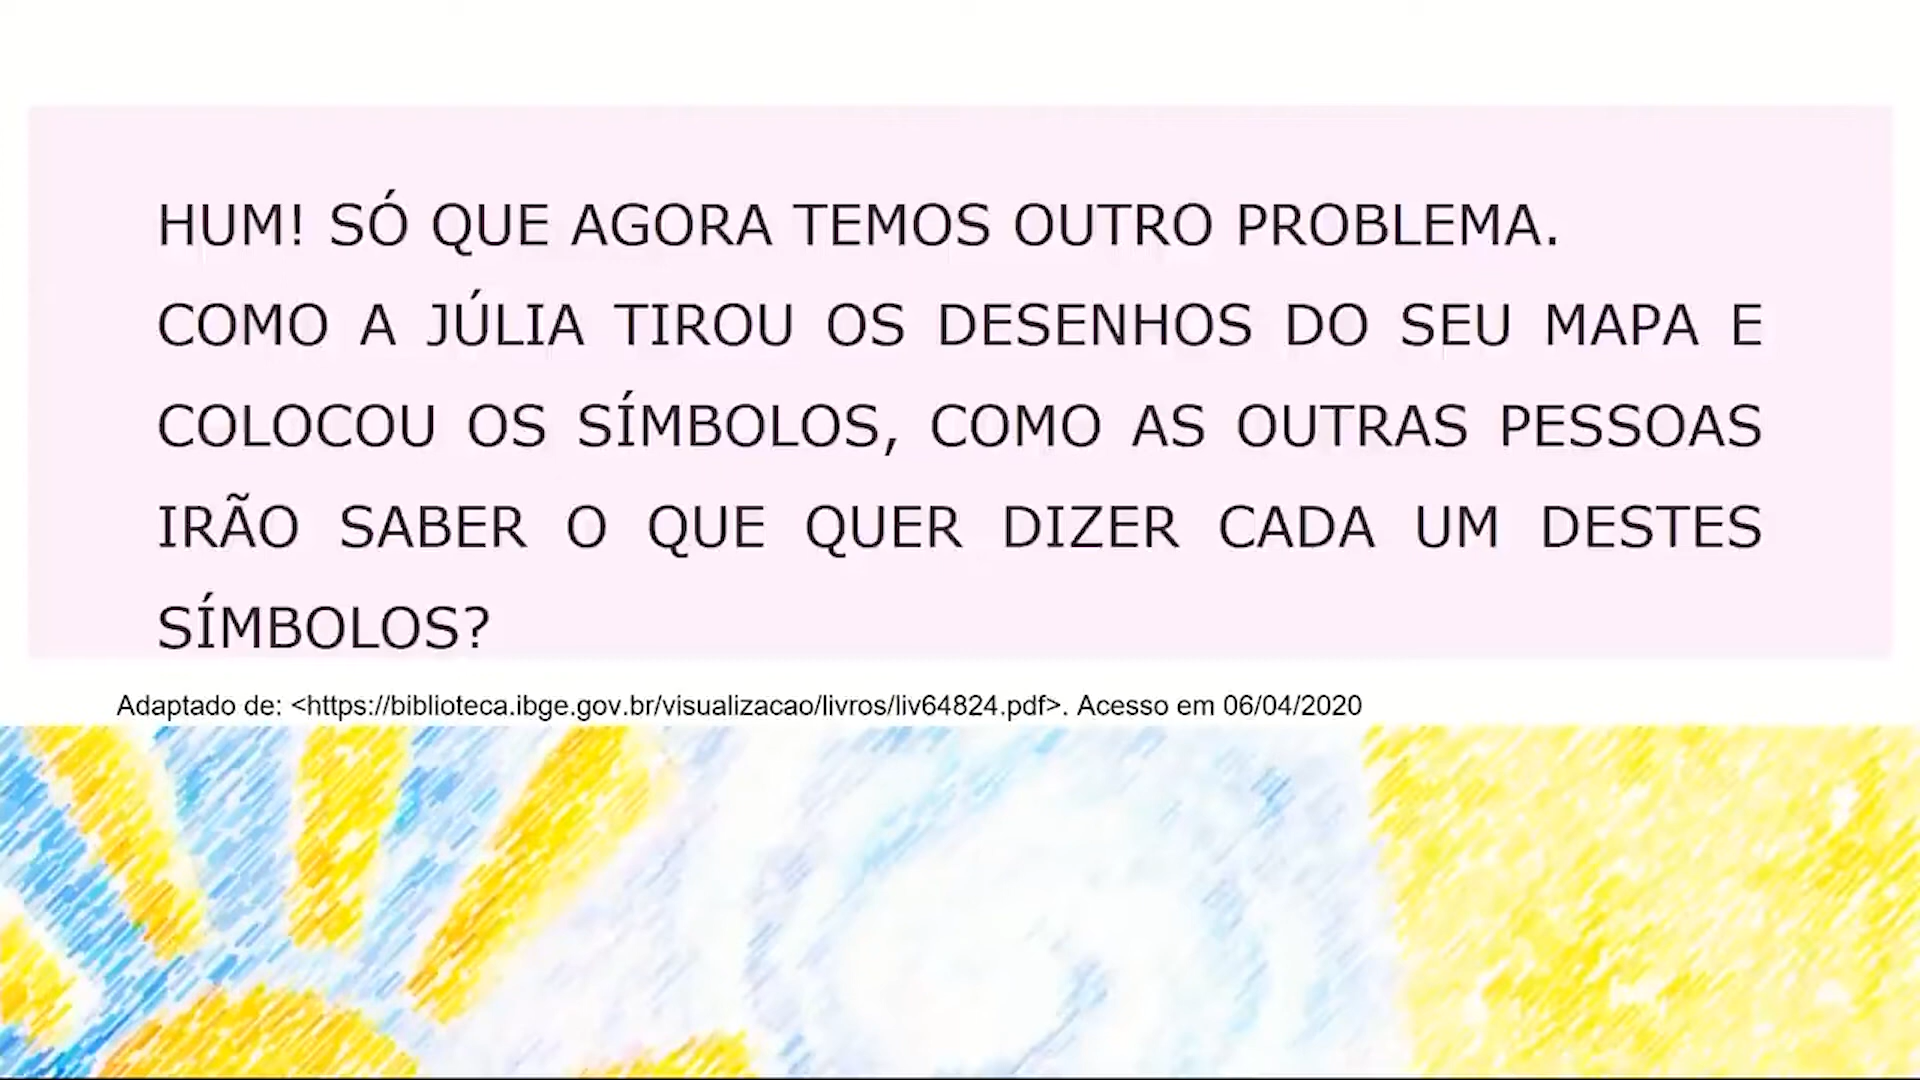 HUM! SÓ QUE AGORA TEMOS OUTRO PROBLEMA.
COMO A JÚLIA TIROU OS DESENHOS DO SEU MAPA E
COLOCOU OS SÍMBOLOS, COMO AS OUTRAS PESSOAS
IRÃO SABER O QUE QUER DIZER CADA UM DESTES
SÍMBOLOS?
Adaptado de: <https://biblioteca.ibge.gov.br/visualizacao/livros/liv64824.pdf>. Acesso em 06/04/2020